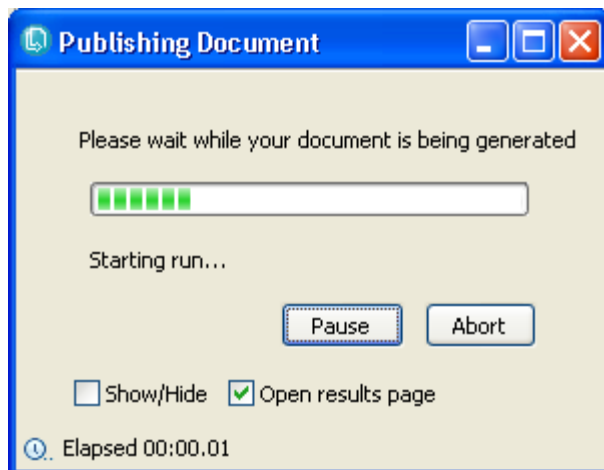 Publishing Document
Please wait while your document is being generated
Starting run...
Pause Abort
Show/Hide Open results page
Elapsed 00:00.01